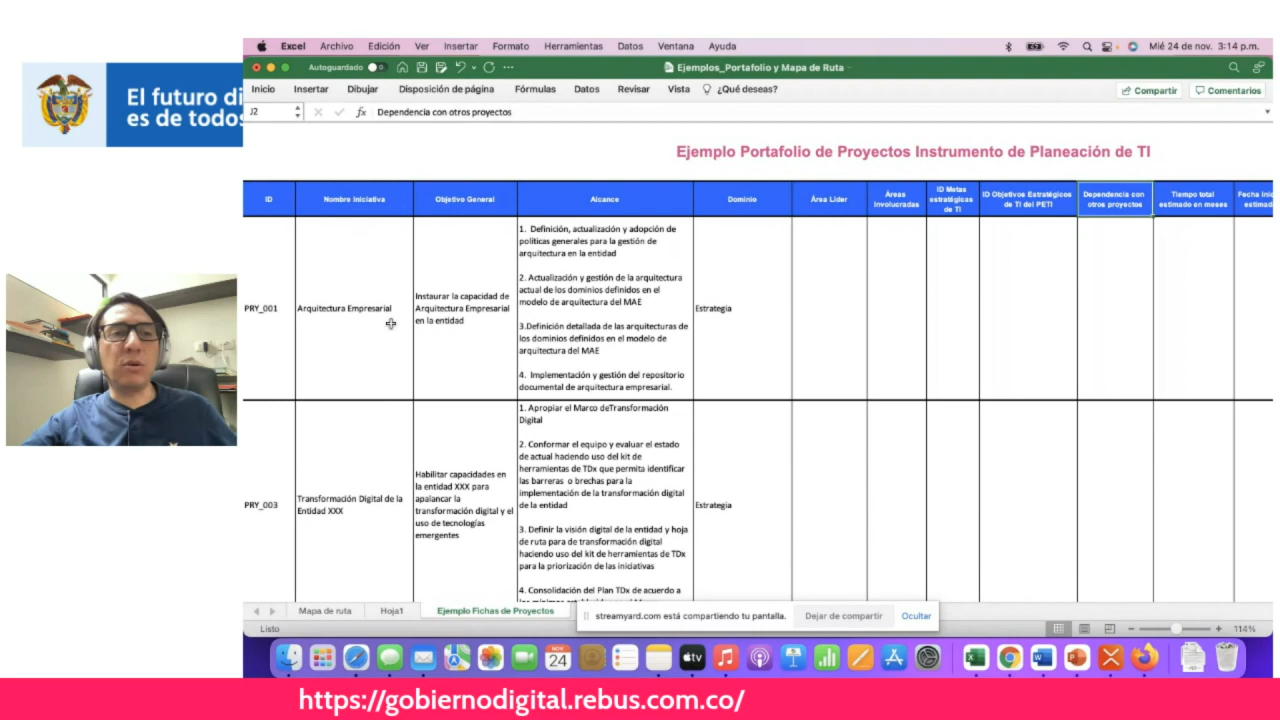 El futuro di
es de todos
Excel Archivo Edición Ver Insertar Formato Herramientas Datos Ventana Ayuda
Mié 24 de nov. 3:14 p.m.
Autoguardado
Ejemplos_Portafolio y Mapa de Ruta
Inicio Insertar Dibujar Disposición de página Fórmulas Datos Revisar Vista ¿Qué deseas?
Compartir Comentarios
J2 fx Dependencia con otros proyectos
Ejemplo Portafolio de Proyectos Instrumento de Planeación de TI
ID
Nombre Iniciativa
Objetivo General
Alcance
Dominio
Área Lider
Áreas
Involucradas
ID Metas
estratégicas
de TI
ID Objetivos Estratégicos
de TI del PETI
Dependencia con
otros proyectos
Tiempo total
estimado en meses
Fecha ini
estimad
PRY_001
Arquitectura Empresarial
Instaurar la capacidad de
Arquitectura Empresarial
en la entidad
1. Definición, actualización y adopción de
políticas generales para la gestión de
arquitectura en la entidad
2. Actualización y gestión de la arquitectura
actual de los dominios definidos en el
modelo de arquitectura del MAE
3.Definición detallada de las arquitecturas de
los dominios definidos en el modelo de
arquitectura del MAE
4. Implementación y gestión del repositorio
documental de arquitectura empresarial.
Estrategia
PRY_003
Transformación Digital de la
Entidad XXX
Habilitar capacidades en
la entidad XXX para
apalancar la
transformación digital y el
uso de tecnologías
emergentes
1. Apropiar el Marco deTransformación
Digital
2. Conformar el equipo y evaluar el estado
de actual haciendo uso del kit de
herramientas de TDx que permita identificar
las barreras o brechas para la
implementación de la transformación digital
de la entidad
3. Definir la visión digital de la entidad y hoja
de ruta para de transformación digital
haciendo uso del kit de herramientas de TDx
para la priorización de las iniciativas
4. Consolidación del Plan TDx de acuerdo a
Estrategia
Mapa de ruta Hoja1 Ejemplo Fichas de Proyectos
streamyard.com está compartiendo tu pantalla. Dejar de compartir Ocultar
Listo
114%
NOV
24
tv
https://gobiernodigital.rebus.com.co/